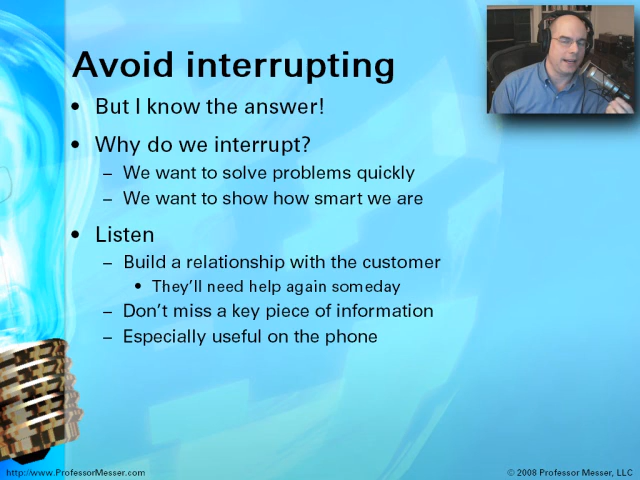 Avoid interrupting
• But I know the answer!
• Why do we interrupt?
– We want to solve problems quickly
– We want to show how smart we are
• Listen
– Build a relationship with the customer
• They'll need help again someday
– Don't miss a key piece of information
– Especially useful on the phone
http://www.ProfessorMesser.com
© 2008 Professor Messer, LLC